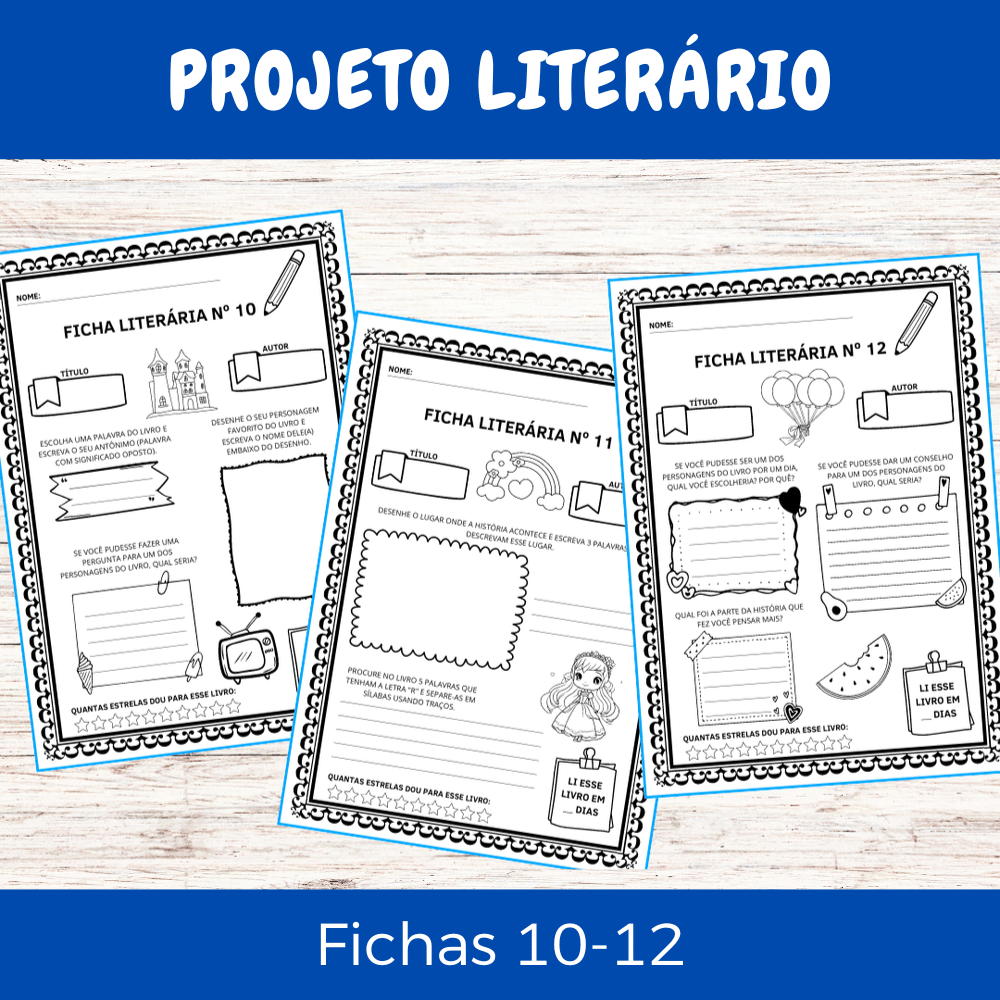 PROJETO LITERÁRIO
NOME:
FICHA LITERÁRIA Nº 10
TÍTULO
AUTOR
ESCOLHA UMA PALAVRA DO LIVRO E
ESCREVA O SEU ANTÔNIMO (PALAVRA
COM SIGNIFICADO OPOSTO).
DESENHE O SEU PERSONAGEM
FAVORITO DO LIVRO E
ESCREVA O NOME DELE(A)
EMBAIXO DO DESENHO.
SE VOCÊ PUDESSE FAZER UMA
PERGUNTA PARA UM DOS
PERSONAGENS DO LIVRO, QUAL SERIA?
QUANTAS ESTRELAS DOU PARA ESSE LIVRO:
NOME:
FICHA LITERÁRIA Nº 11
TÍTULO
DESENHE O LUGAR ONDE A HISTÓRIA ACONTECE E ESCREVA 3 PALAVRAS
DESCREVAM ESSE LUGAR.
PROCURE NO LIVRO 5 PALAVRAS QUE
TENHAM A LETRA "R" E SEPARE-AS EM
SÍLABAS USANDO TRAÇOS.
LI ESSE
LIVRO EM
__ DIAS
QUANTAS ESTRELAS DOU PARA ESSE LIVRO:
NOME:
FICHA LITERÁRIA Nº 12
TÍTULO
AUTOR
SE VOCÊ PUDESSE SER UM DOS
PERSONAGENS DO LIVRO POR UM DIA,
QUAL VOCÊ ESCOLHERIA? POR QUÊ?
SE VOCÊ PUDESSE DAR UM CONSELHO
PARA UM DOS PERSONAGENS DO
LIVRO, QUAL SERIA?
QUAL FOI A PARTE DA HISTÓRIA QUE
FEZ VOCÊ PENSAR MAIS?
LI ESSE
LIVRO EM
__ DIAS
QUANTAS ESTRELAS DOU PARA ESSE LIVRO:
Fichas 10-12